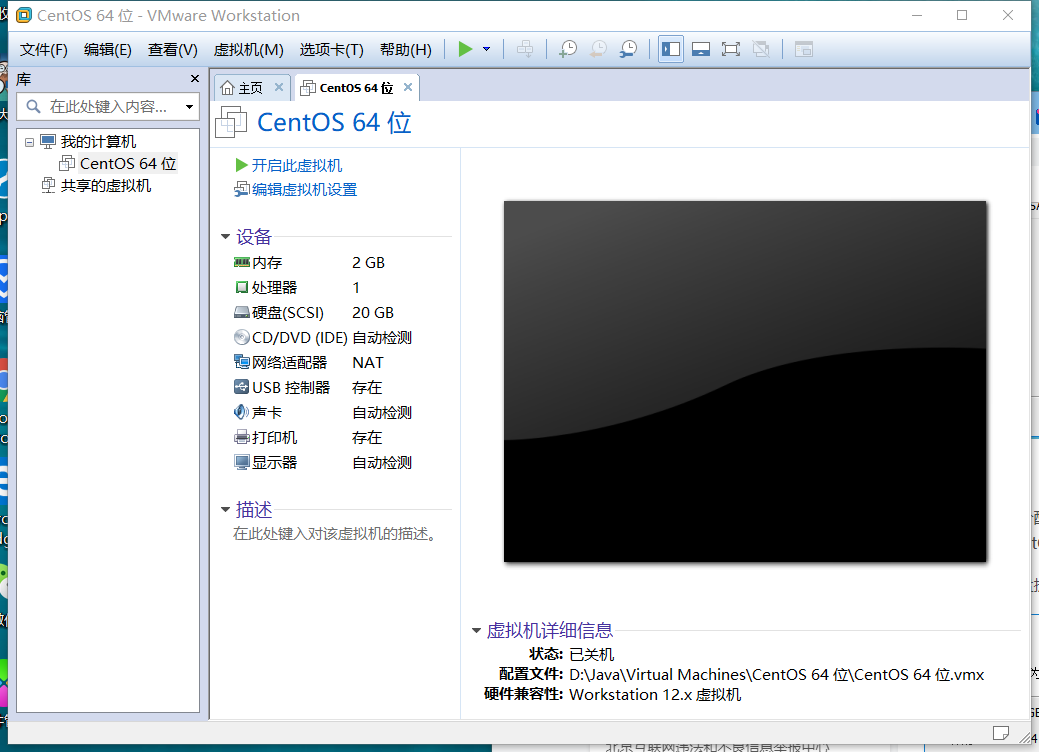 CentOS 64 位 - VMware Workstation
文件(F) 编辑(E) 查看(V) 虚拟机(M) 选项卡(T) 帮助(H)
库
在此处键入内容...
我的计算机
CentOS 64 位
共享的虚拟机
主页
CentOS 64 位
CentOS 64 位
开启此虚拟机
编辑虚拟机设置
设备
内存 2 GB
处理器 1
硬盘(SCSI) 20 GB
CD/DVD (IDE) 自动检测
网络适配器 NAT
USB 控制器 存在
声卡 自动检测
打印机 存在
显示器 自动检测
描述
在此处键入对该虚拟机的描述。
虚拟机详细信息
状态: 已关机
配置文件: D:\Java\Virtual Machines\CentOS 64 位\CentOS 64 位.vmx
硬件兼容性: Workstation 12.x 虚拟机